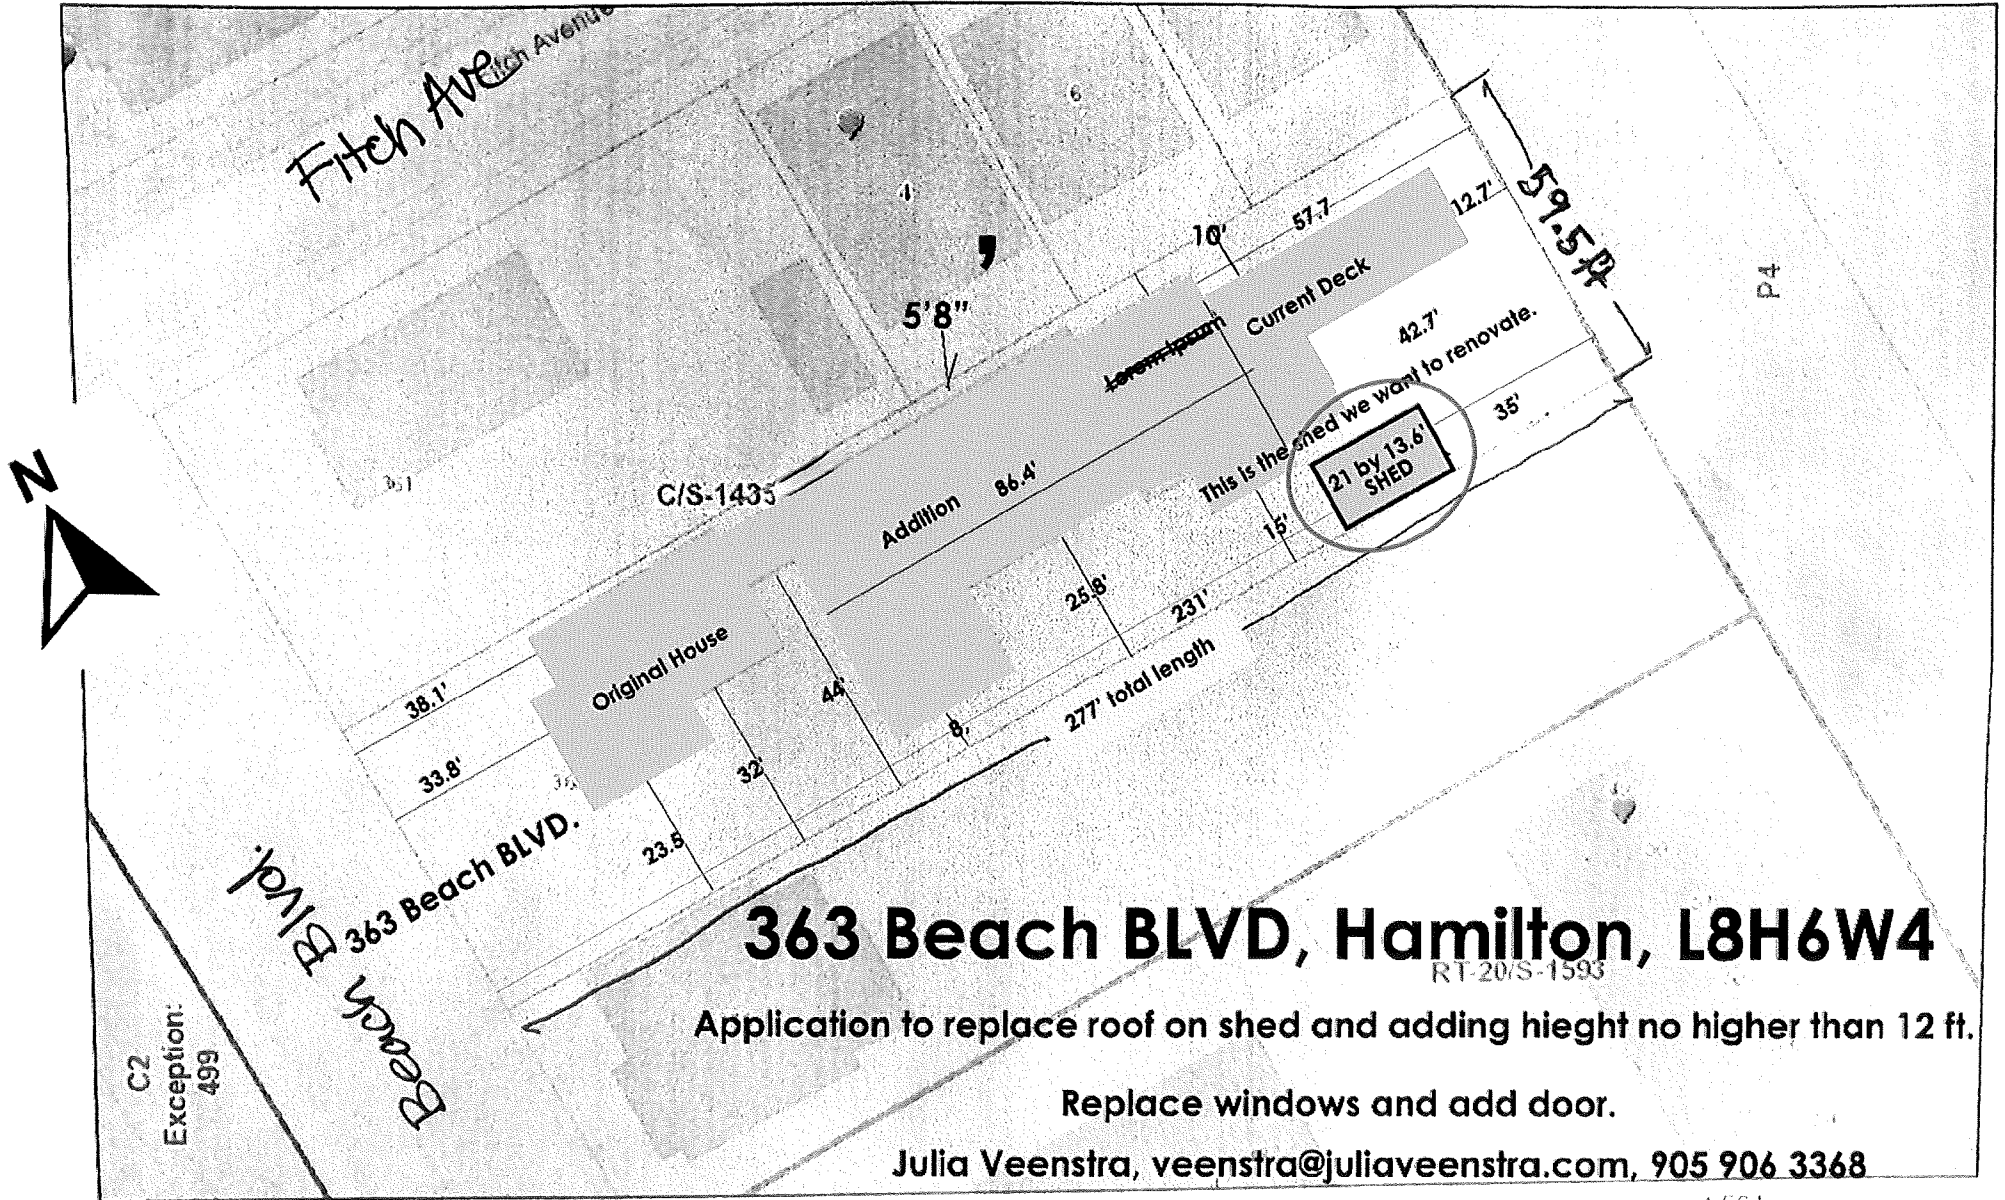 Fitch Avenue
Fitch Ave
6
4
,
5'8"
10'
57.7
12.7'
59.5ft
P4
Current Deck
Lorem Ipsum
42.7'
This is the shed we want to renovate.
35'
21 by 13.6'
SHED
N
C/S-1435
Addition 86.4'
15'
25.8'
231'
277' total length
Original House
44'
8,
38.1'
33.8'
32'
23.5
363 Beach BLVD.
Beach Blvd.
C2
Exception:
499
363 Beach BLVD, Hamilton, L8H6W4
RT-20/S-1593
Application to replace roof on shed and adding hieght no higher than 12 ft.
Replace windows and add door.
Julia Veenstra, veenstra@juliaveenstra.com, 905 906 3368